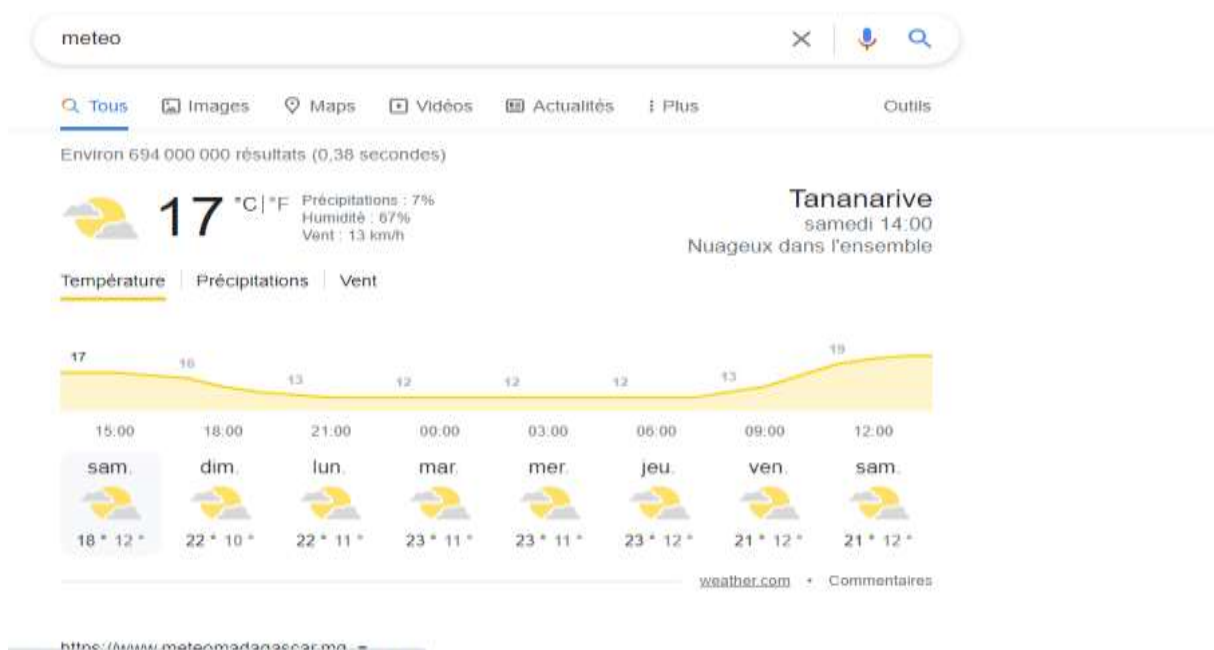 meteo
Tous Images Maps Vidéos Actualités Plus Outils
Environ 694 000 000 résultats (0,38 secondes)
17 °C | °F
Précipitations : 7%
Humidité : 67%
Vent : 13 km/h
Tananarive
samedi 14:00
Nuageux dans l'ensemble
Température | Précipitations | Vent
17 16 13 12 12 12 13 19
15:00 18:00 21:00 00:00 03:00 06:00 09:00 12:00
sam. dim. lun. mar. mer. jeu. ven. sam.
18 ° 12 ° 22 ° 10 ° 22 ° 11 ° 23 ° 11 ° 23 ° 11 ° 23 ° 12 ° 21 ° 12 ° 21 ° 12 °
weather.com • Commentaires
https://www.meteomadagascar.mg